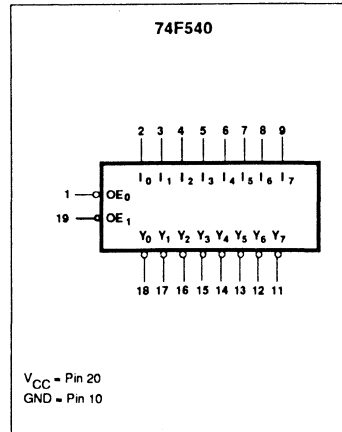 74F540
2 3 4 5 6 7 8 9
I0 I1 I2 I3 I4 I5 I6 I7
1 OE0
19 OE1
Y0 Y1 Y2 Y3 Y4 Y5 Y6 Y7
18 17 16 15 14 13 12 11
VCC = Pin 20
GND = Pin 10